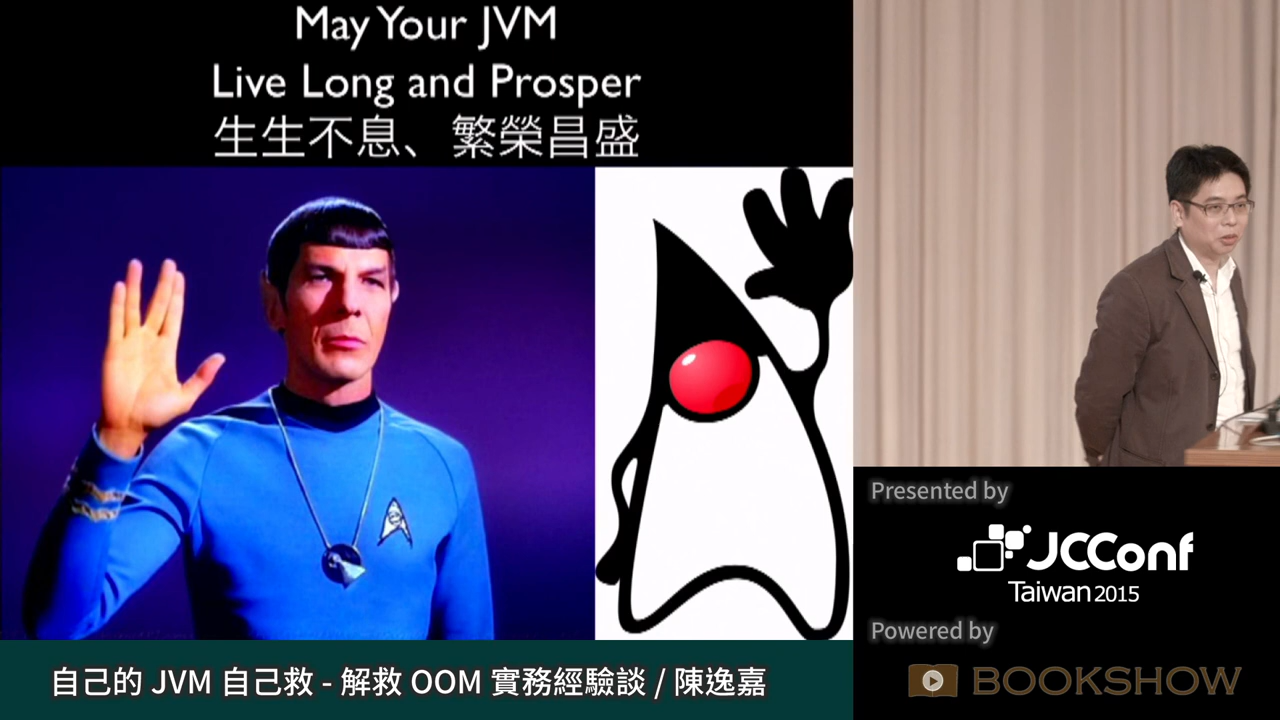 May Your JVM
Live Long and Prosper
生生不息、繁榮昌盛
Presented by
JCConf
Taiwan 2015
Powered by
BOOKSHOW
自己的 JVM 自己救 - 解救 OOM 實務經驗談 / 陳逸嘉